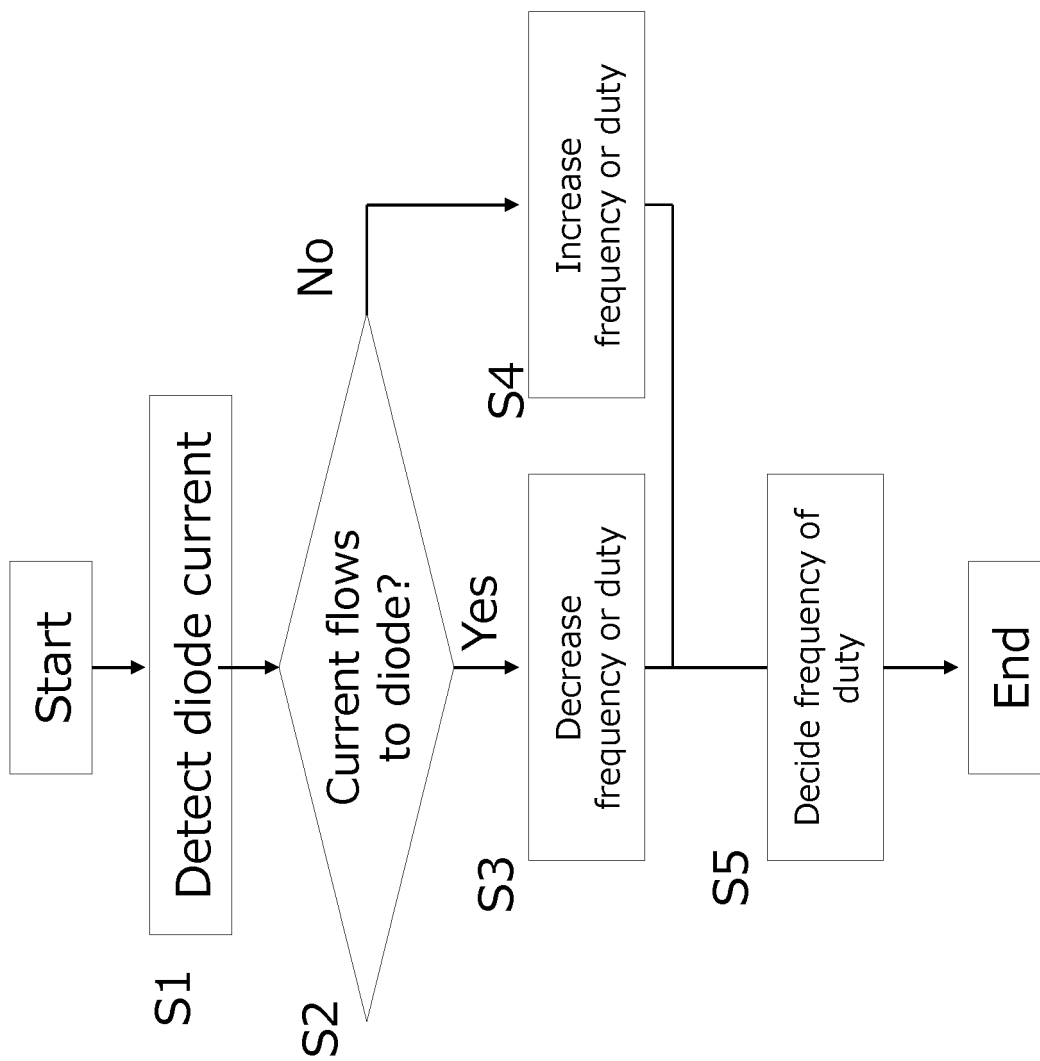 Start
S1
Detect diode current
S2
Current flows
to diode?
No
Yes
S3
Decrease
frequency or duty
S4
Increase
frequency or duty
S5
Decide frequency of
duty
End